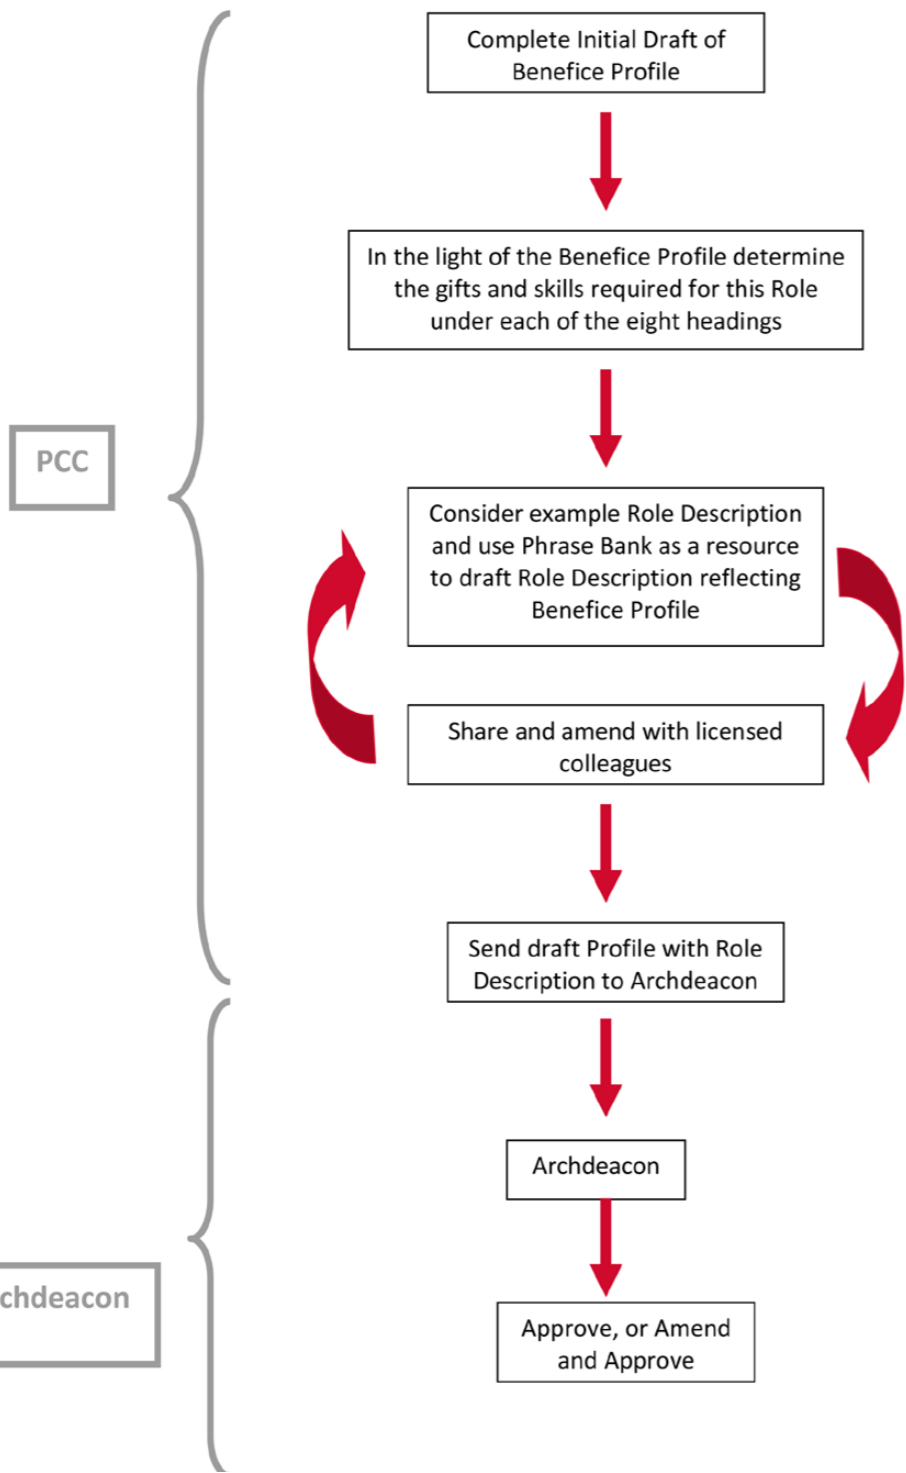 Complete Initial Draft of
Benefice Profile
In the light of the Benefice Profile determine
the gifts and skills required for this Role
under each of the eight headings
PCC
Consider example Role Description
and use Phrase Bank as a resource
to draft Role Description reflecting
Benefice Profile
Share and amend with licensed
colleagues
Send draft Profile with Role
Description to Archdeacon
Archdeacon
chdeacon
Approve, or Amend
and Approve